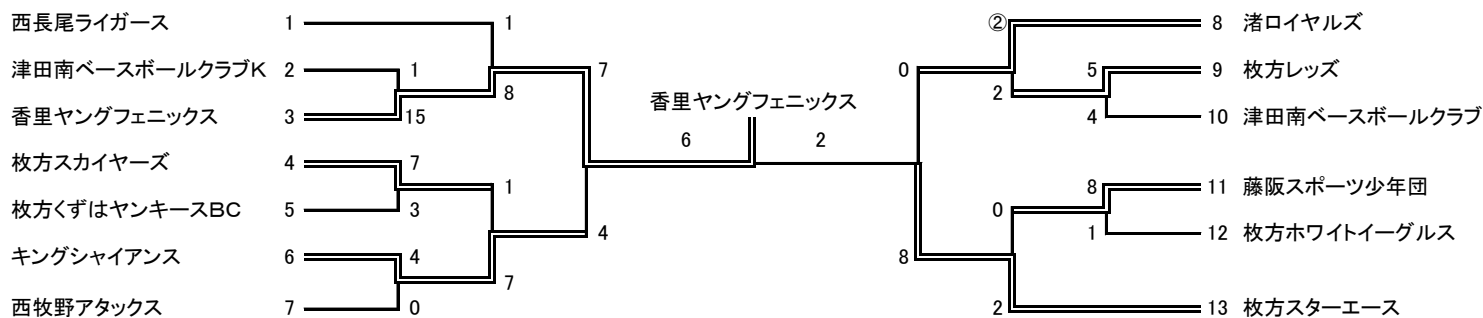 西長尾ライガース 1 1
津田南ベースボールクラブK 2 1
香里ヤングフェニックス 3 15
8
7
枚方スカイヤーズ 4 7
枚方くずはヤンキースBC 5 3
1
キングシャイアンス 6 4
西牧野アタックス 7 0
7
4
香里ヤングフェニックス
6 2
② 8 渚ロイヤルズ
0
5 9 枚方レッズ
2
4 10 津田南ベースボールクラブ
8 11 藤阪スポーツ少年団
0
1 12 枚方ホワイトイーグルス
8
2 13 枚方スターエース